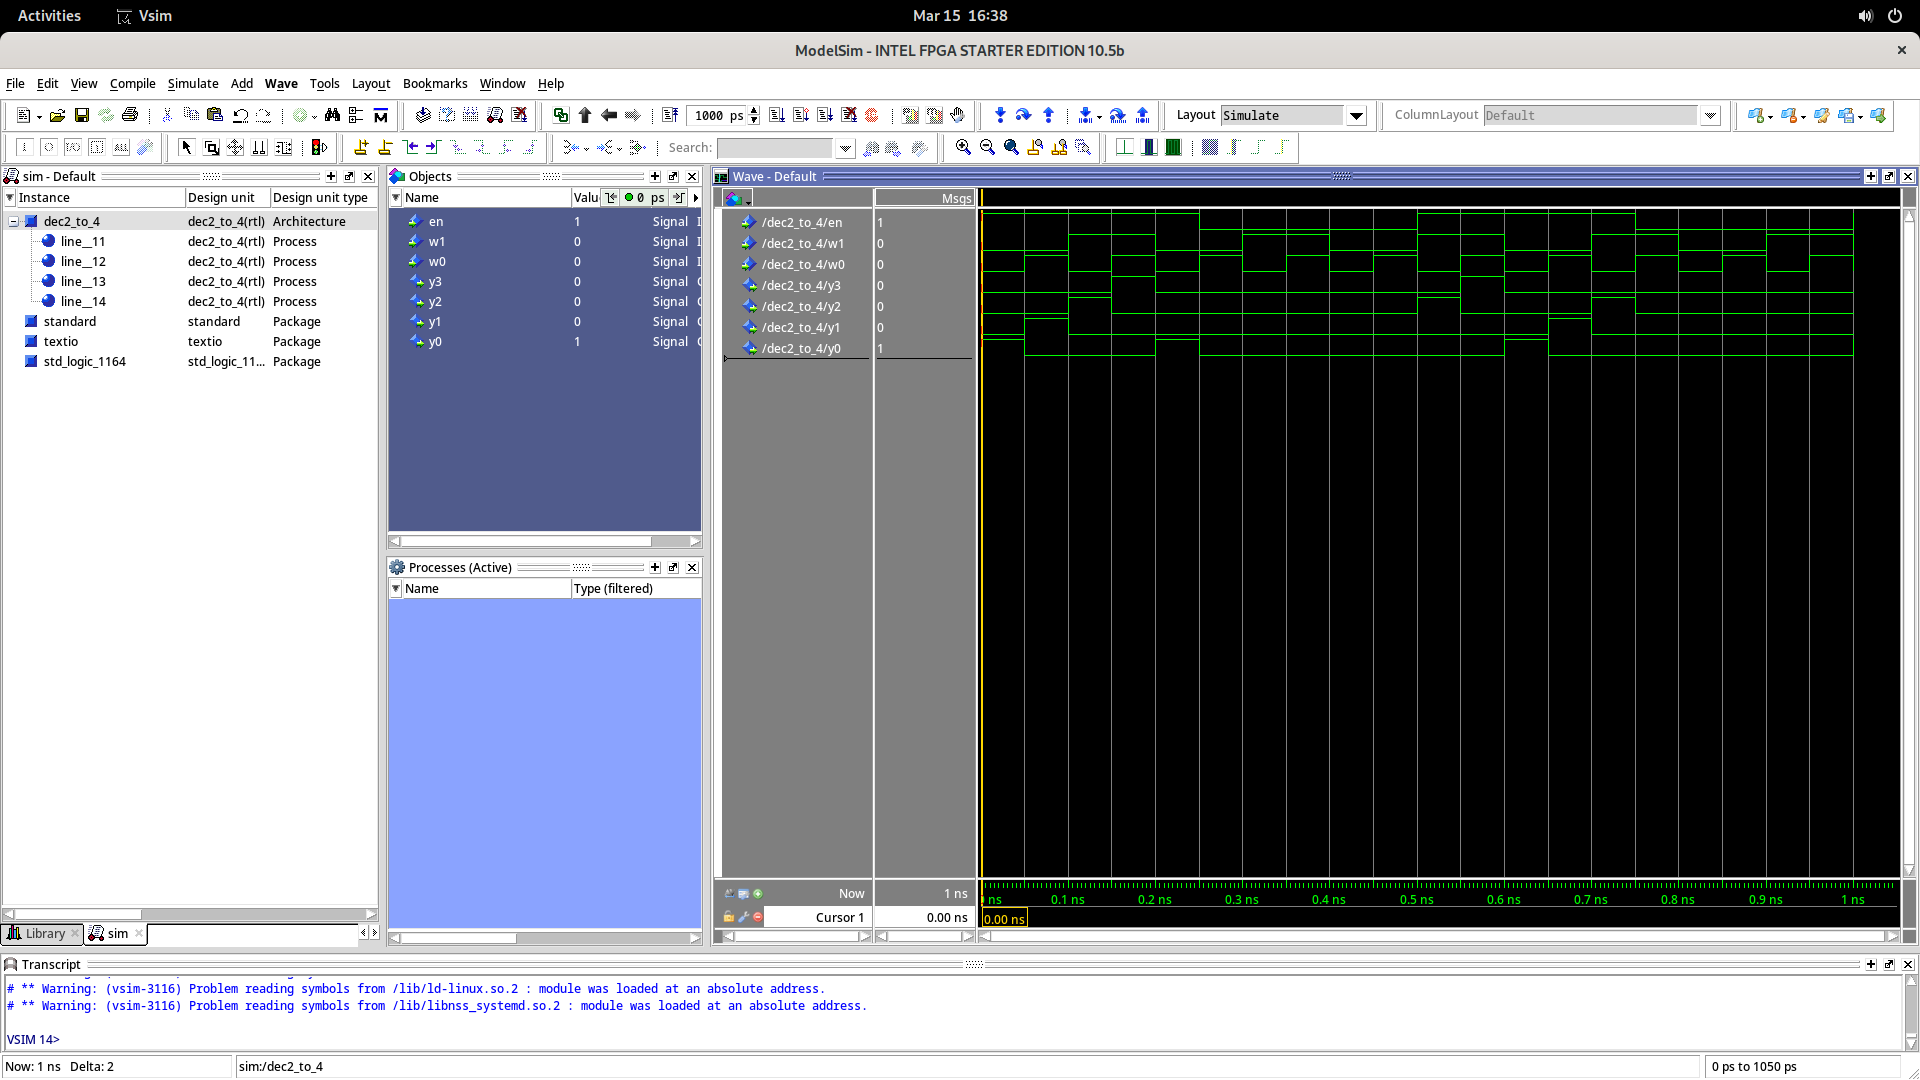 Activities
Vsim
Mar 15 16:38
ModelSim - INTEL FPGA STARTER EDITION 10.5b
File Edit View Compile Simulate Add Wave Tools Layout Bookmarks Window Help
1000 ps
Layout Simulate
ColumnLayout Default
Search:
sim - Default
Instance Design unit Design unit type
dec2_to_4 dec2_to_4(rtl) Architecture
line__11 dec2_to_4(rtl) Process
line__12 dec2_to_4(rtl) Process
line__13 dec2_to_4(rtl) Process
line__14 dec2_to_4(rtl) Process
standard standard Package
textio textio Package
std_logic_1164 std_logic_11... Package
Library
sim
Objects
Name Valu 0 ps
en 1 Signal
w1 0 Signal
w0 0 Signal
y3 0 Signal
y2 0 Signal
y1 0 Signal
y0 1 Signal
Processes (Active)
Name Type (filtered)
Wave - Default
Msgs
/dec2_to_4/en 1
/dec2_to_4/w1 0
/dec2_to_4/w0 0
/dec2_to_4/y3 0
/dec2_to_4/y2 0
/dec2_to_4/y1 0
/dec2_to_4/y0 1
Now 1 ns
ns 0.1 ns 0.2 ns 0.3 ns 0.4 ns 0.5 ns 0.6 ns 0.7 ns 0.8 ns 0.9 ns 1 ns
Cursor 1 0.00 ns
0.00 ns
Transcript
# ** Warning: (vsim-3116) Problem reading symbols from /lib/ld-linux.so.2 : module was loaded at an absolute address.
# ** Warning: (vsim-3116) Problem reading symbols from /lib/libnss_systemd.so.2 : module was loaded at an absolute address.
VSIM 14>
Now: 1 ns Delta: 2
sim:/dec2_to_4
0 ps to 1050 ps